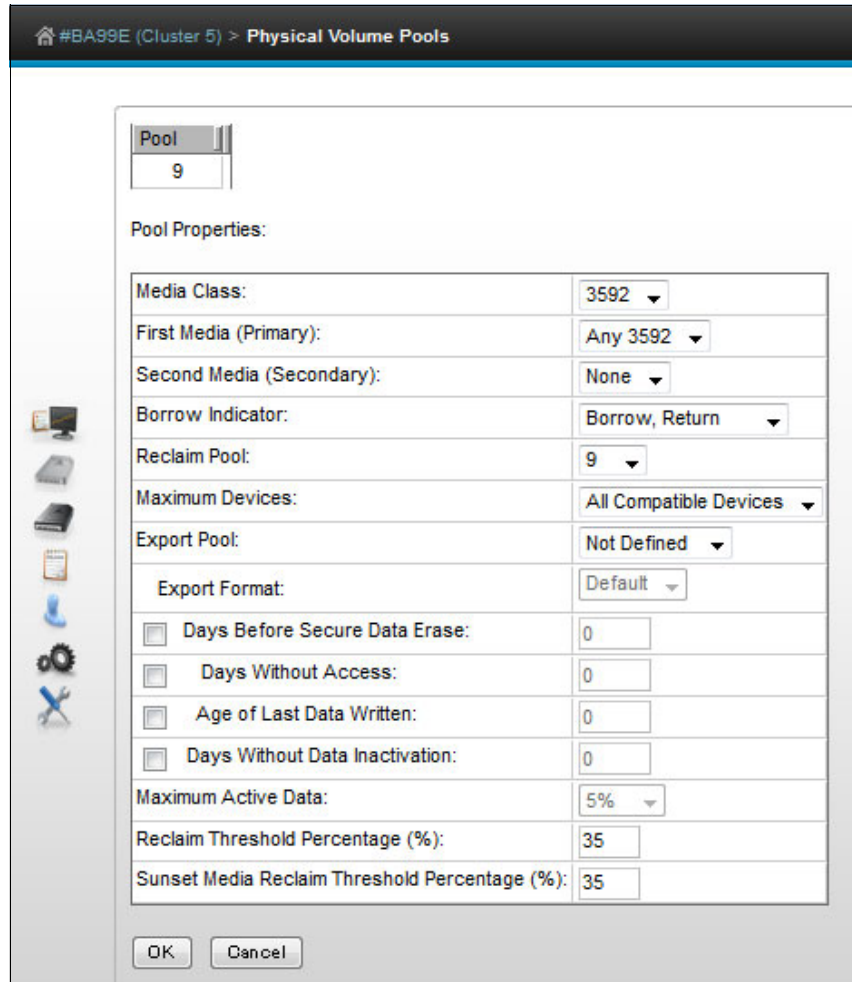 #BA99E (Cluster 5) > Physical Volume Pools
Pool
9
Pool Properties:
Media Class: 3592
First Media (Primary): Any 3592
Second Media (Secondary): None
Borrow Indicator: Borrow, Return
Reclaim Pool: 9
Maximum Devices: All Compatible Devices
Export Pool: Not Defined
Export Format: Default
Days Before Secure Data Erase: 0
Days Without Access: 0
Age of Last Data Written: 0
Days Without Data Inactivation: 0
Maximum Active Data: 5%
Reclaim Threshold Percentage (%): 35
Sunset Media Reclaim Threshold Percentage (%): 35
OK Cancel